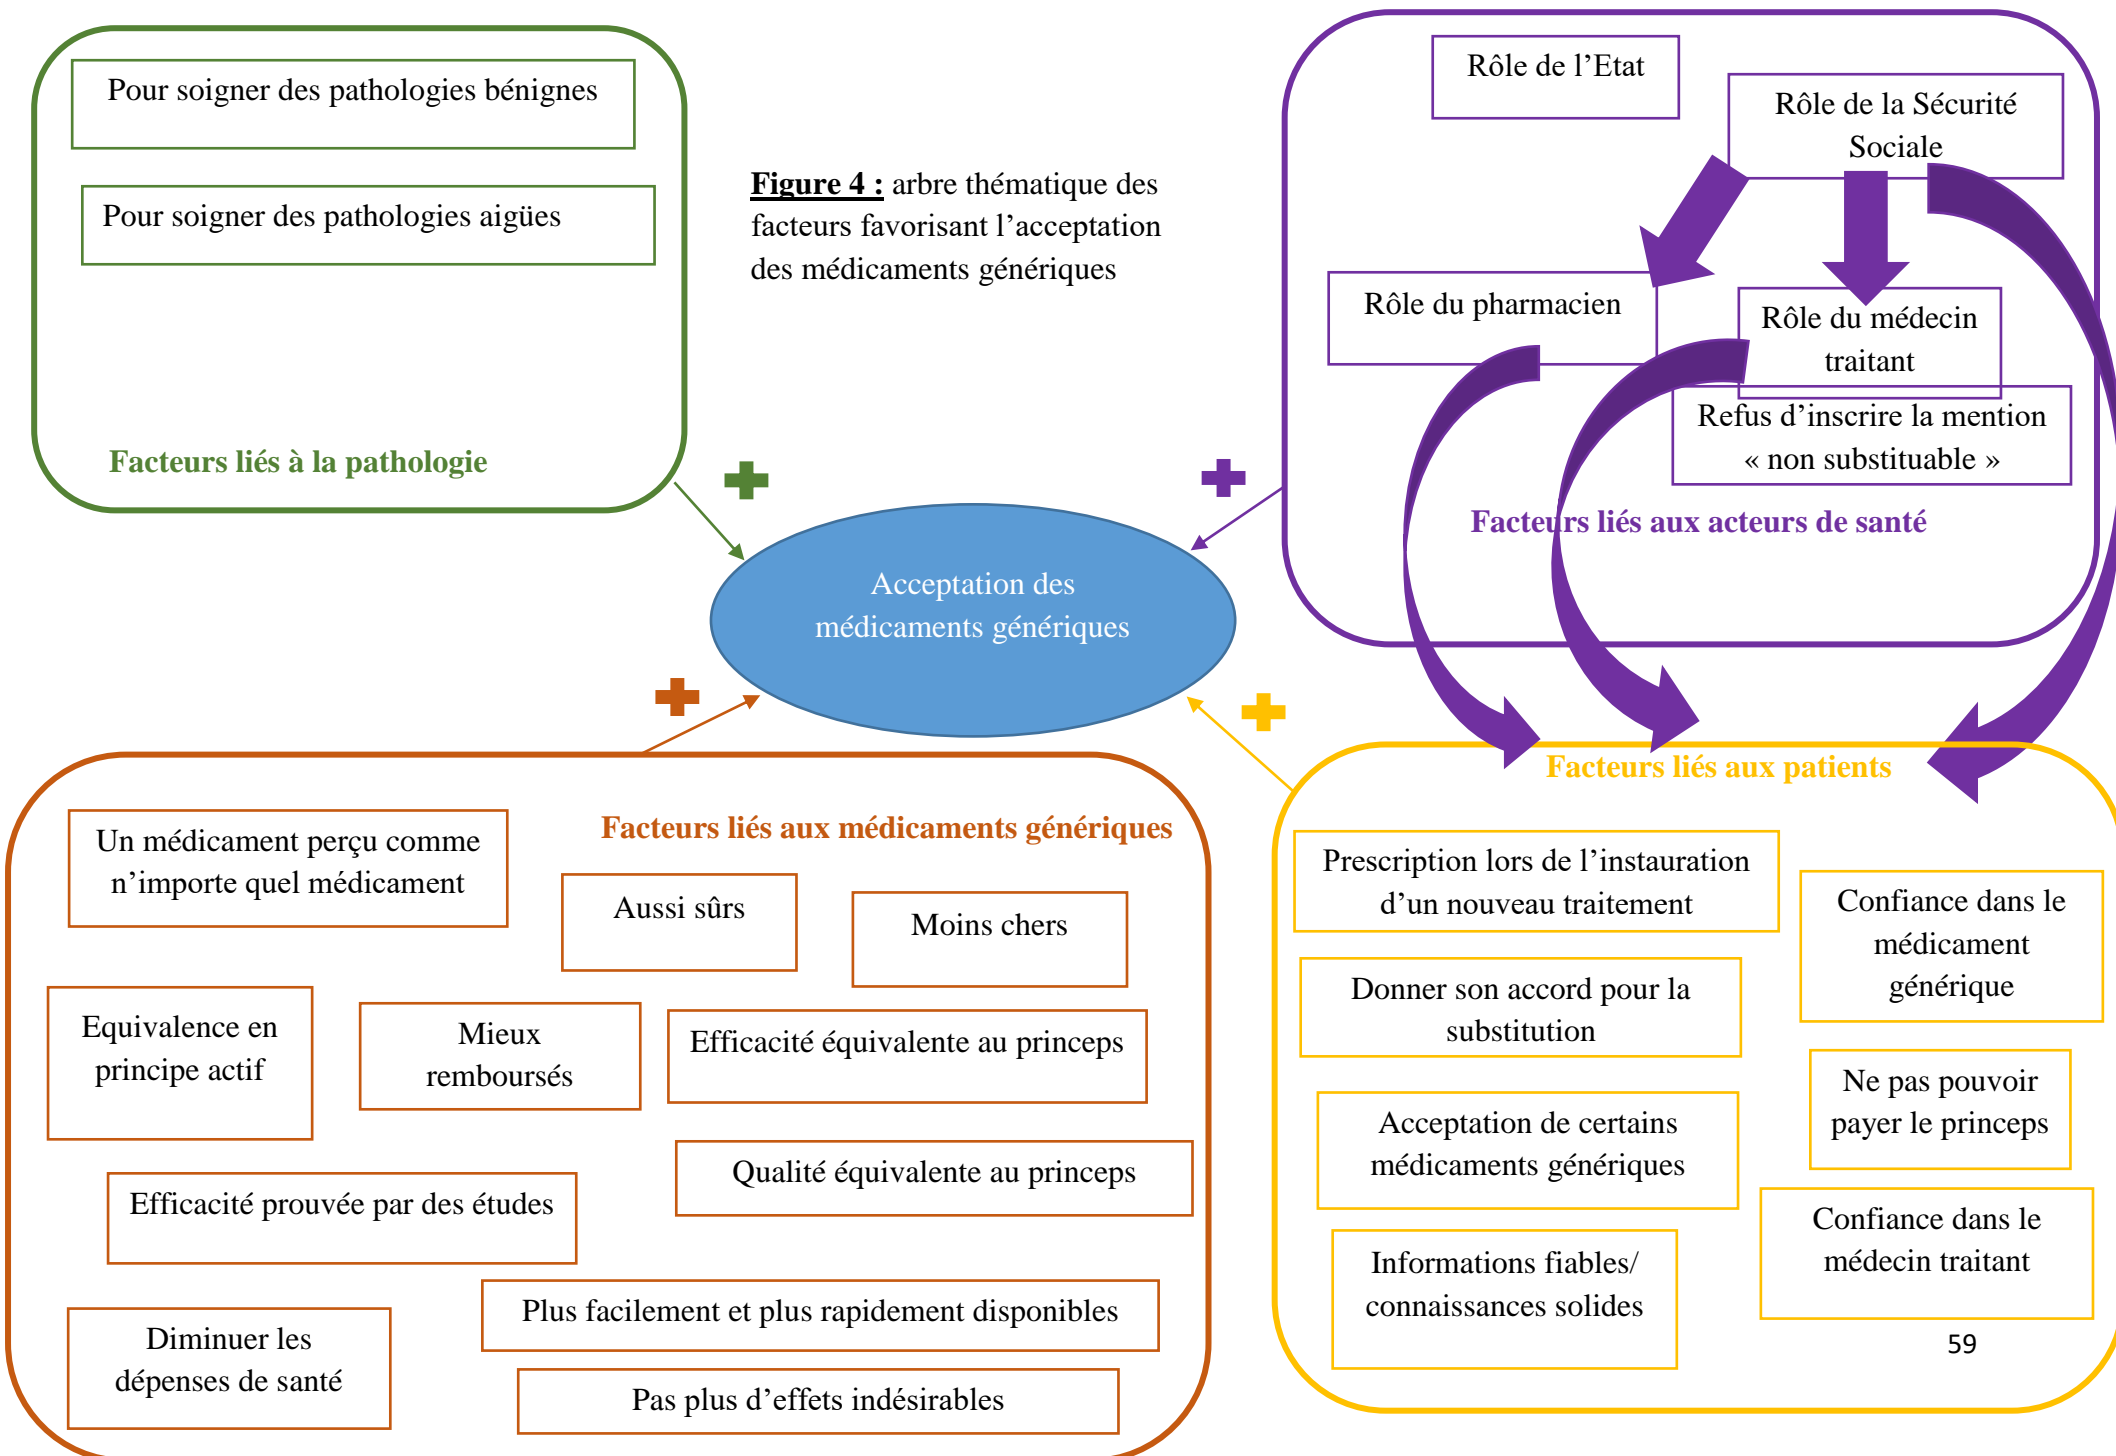 Pour soigner des pathologies bénignes
Pour soigner des pathologies aigües
Facteurs liés à la pathologie
Figure 4 : arbre thématique des
facteurs favorisant l’acceptation
des médicaments génériques
Rôle de l’Etat
Rôle de la Sécurité
Sociale
Rôle du pharmacien
Rôle du médecin
traitant
Refus d’inscrire la mention
« non substituable »
Facteurs liés aux acteurs de santé
Acceptation des
médicaments génériques
Facteurs liés aux médicaments génériques
Un médicament perçu comme
n’importe quel médicament
Aussi sûrs
Moins chers
Equivalence en
principe actif
Mieux
remboursés
Efficacité équivalente au princeps
Qualité équivalente au princeps
Efficacité prouvée par des études
Plus facilement et plus rapidement disponibles
Diminuer les
dépenses de santé
Pas plus d’effets indésirables
Facteurs liés aux patients
Prescription lors de l’instauration
d’un nouveau traitement
Confiance dans le
médicament
générique
Donner son accord pour la
substitution
Ne pas pouvoir
payer le princeps
Acceptation de certains
médicaments génériques
Confiance dans le
médecin traitant
Informations fiables/
connaissances solides
59